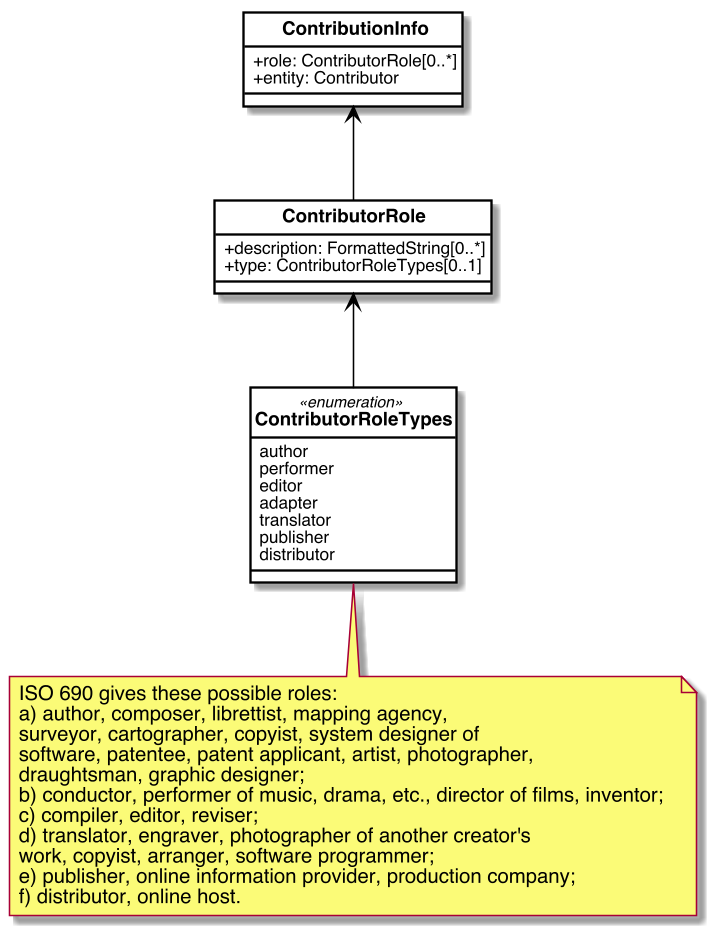 ContributionInfo
+role: ContributorRole[0..*]
+entity: Contributor
ContributorRole
+description: FormattedString[0..*]
+type: ContributorRoleTypes[0..1]
«enumeration»
ContributorRoleTypes
author
performer
editor
adapter
translator
publisher
distributor
ISO 690 gives these possible roles:
a) author, composer, librettist, mapping agency,
surveyor, cartographer, copyist, system designer of
software, patentee, patent applicant, artist, photographer,
draughtsman, graphic designer;
b) conductor, performer of music, drama, etc., director of films, inventor;
c) compiler, editor, reviser;
d) translator, engraver, photographer of another creator's
work, copyist, arranger, software programmer;
e) publisher, online information provider, production company;
f) distributor, online host.